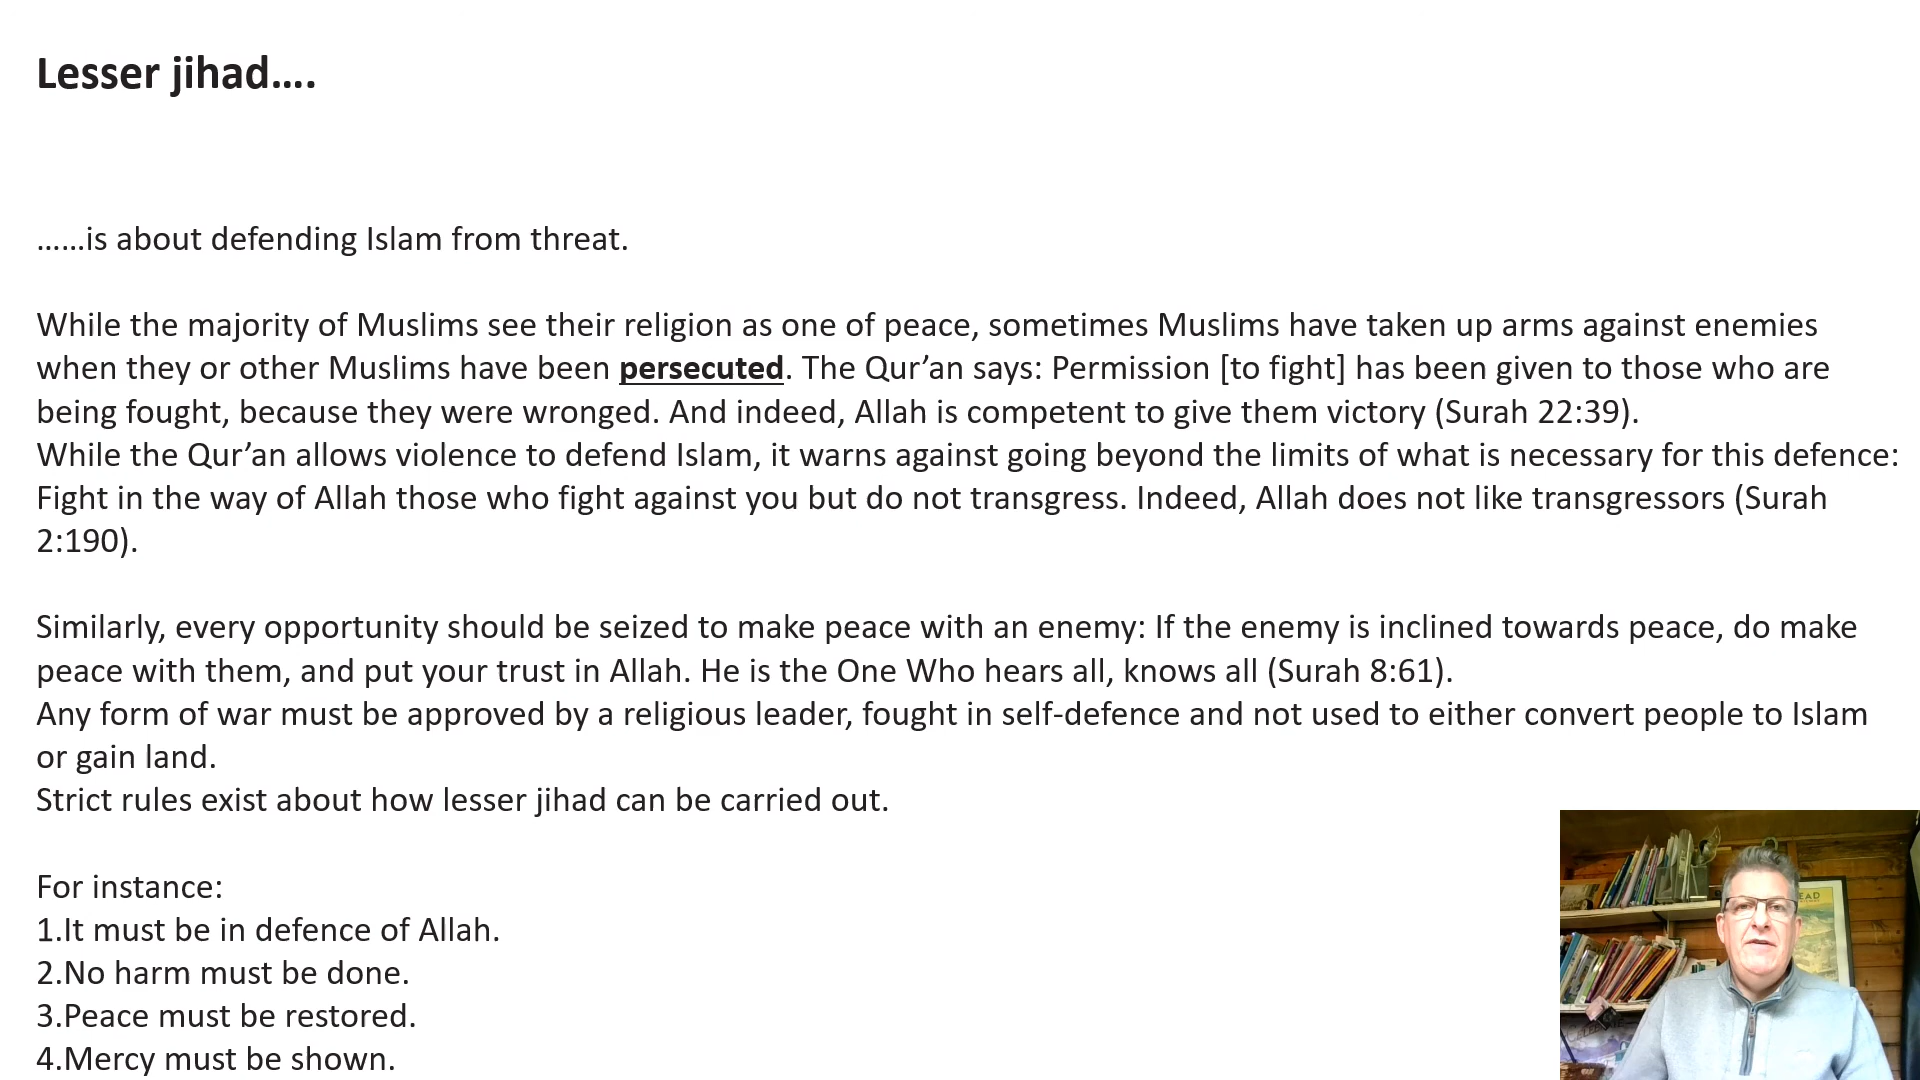 Lesser jihad….
……is about defending Islam from threat.
While the majority of Muslims see their religion as one of peace, sometimes Muslims have taken up arms against enemies
when they or other Muslims have been persecuted. The Qur’an says: Permission [to fight] has been given to those who are
being fought, because they were wronged. And indeed, Allah is competent to give them victory (Surah 22:39).
While the Qur’an allows violence to defend Islam, it warns against going beyond the limits of what is necessary for this defence:
Fight in the way of Allah those who fight against you but do not transgress. Indeed, Allah does not like transgressors (Surah
2:190).
Similarly, every opportunity should be seized to make peace with an enemy: If the enemy is inclined towards peace, do make
peace with them, and put your trust in Allah. He is the One Who hears all, knows all (Surah 8:61).
Any form of war must be approved by a religious leader, fought in self-defence and not used to either convert people to Islam
or gain land.
Strict rules exist about how lesser jihad can be carried out.
For instance:
1.It must be in defence of Allah.
2.No harm must be done.
3.Peace must be restored.
4.Mercy must be shown.